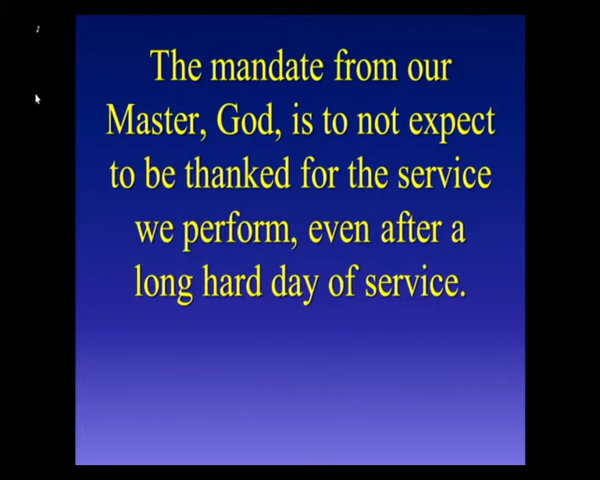 The mandate from our
Master, God, is to not expect
to be thanked for the service
we perform, even after a
long hard day of service.